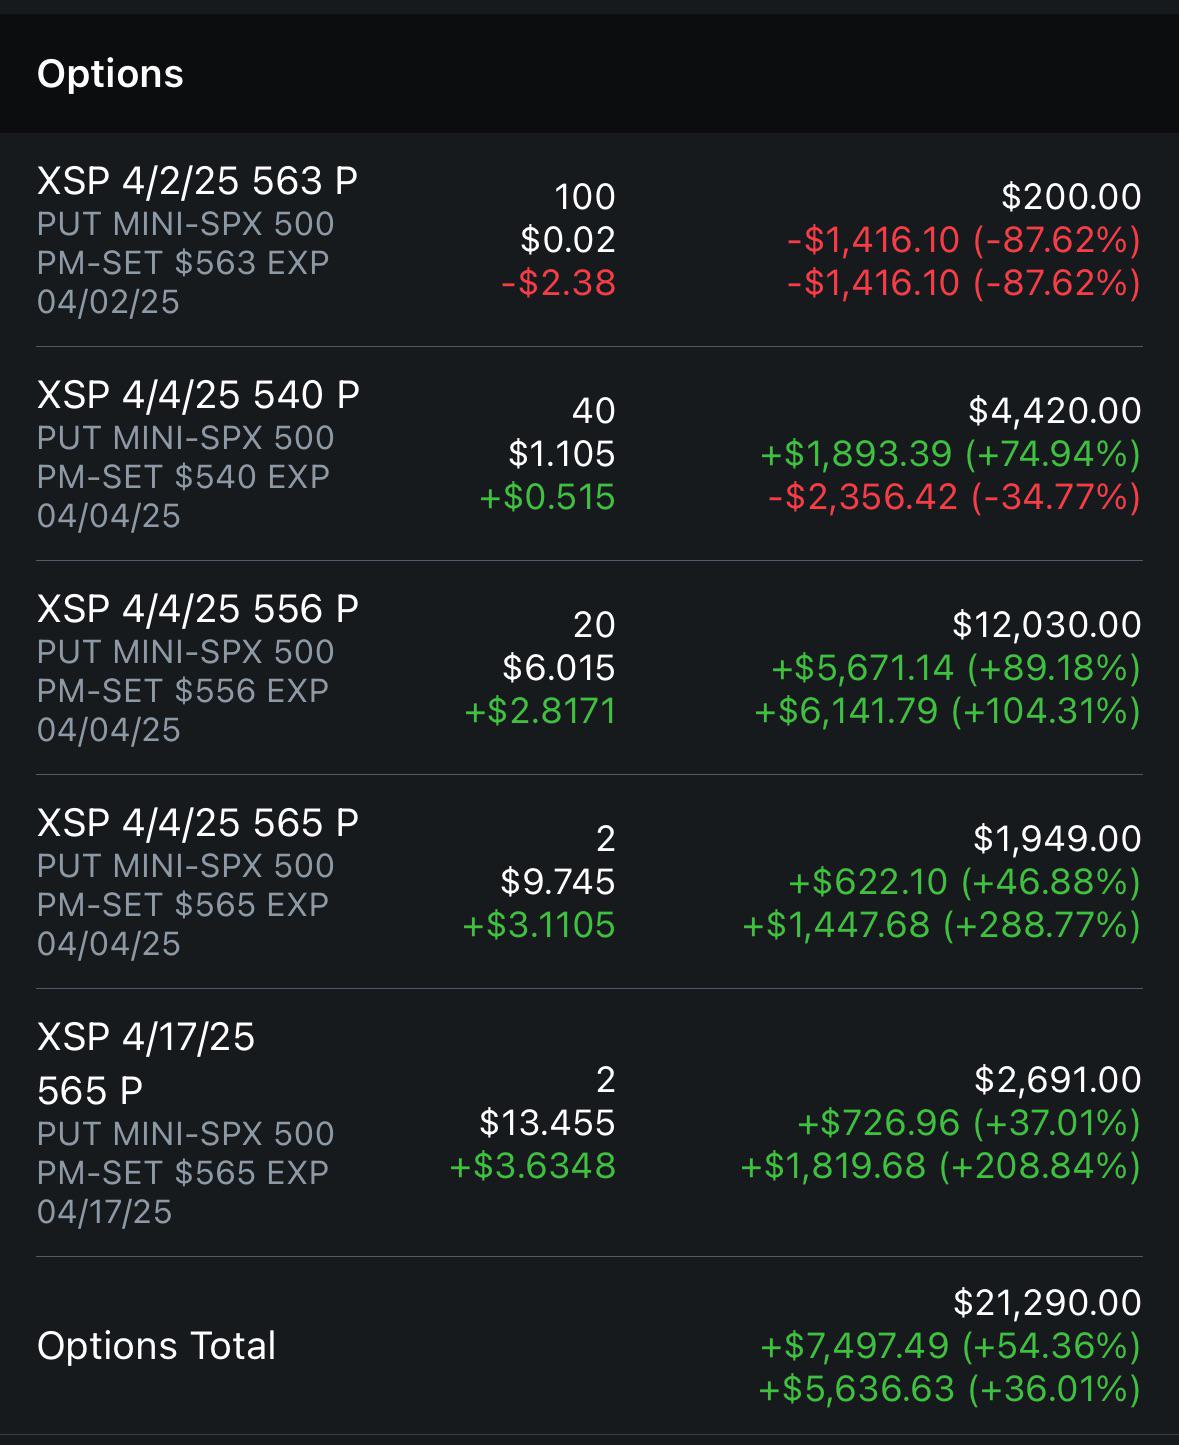 Options
XSP 4/2/25 563 P
PUT MINI-SPX 500
PM-SET $563 EXP
04/02/25
100
$0.02
-$2.38
$200.00
-$1,416.10 (-87.62%)
-$1,416.10 (-87.62%)
XSP 4/4/25 540 P
PUT MINI-SPX 500
PM-SET $540 EXP
04/04/25
40
$1.105
+$0.515
$4,420.00
+$1,893.39 (+74.94%)
-$2,356.42 (-34.77%)
XSP 4/4/25 556 P
PUT MINI-SPX 500
PM-SET $556 EXP
04/04/25
20
$6.015
+$2.8171
$12,030.00
+$5,671.14 (+89.18%)
+$6,141.79 (+104.31%)
XSP 4/4/25 565 P
PUT MINI-SPX 500
PM-SET $565 EXP
04/04/25
2
$9.745
+$3.1105
$1,949.00
+$622.10 (+46.88%)
+$1,447.68 (+288.77%)
XSP 4/17/25
565 P
PUT MINI-SPX 500
PM-SET $565 EXP
04/17/25
2
$13.455
+$3.6348
$2,691.00
+$726.96 (+37.01%)
+$1,819.68 (+208.84%)
Options Total
$21,290.00
+$7,497.49 (+54.36%)
+$5,636.63 (+36.01%)